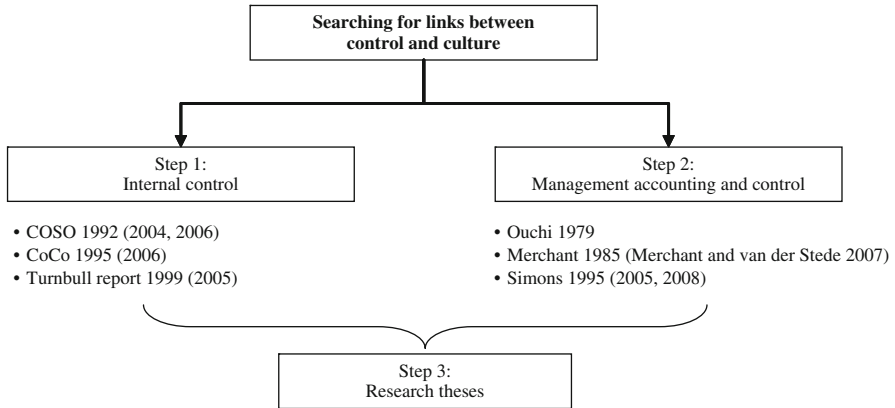 Searching for links between
control and culture
Step 1:
Internal control
• COSO 1992 (2004, 2006)
• CoCo 1995 (2006)
• Turnbull report 1999 (2005)
Step 2:
Management accounting and control
• Ouchi 1979
• Merchant 1985 (Merchant and van der Stede 2007)
• Simons 1995 (2005, 2008)
Step 3:
Research theses